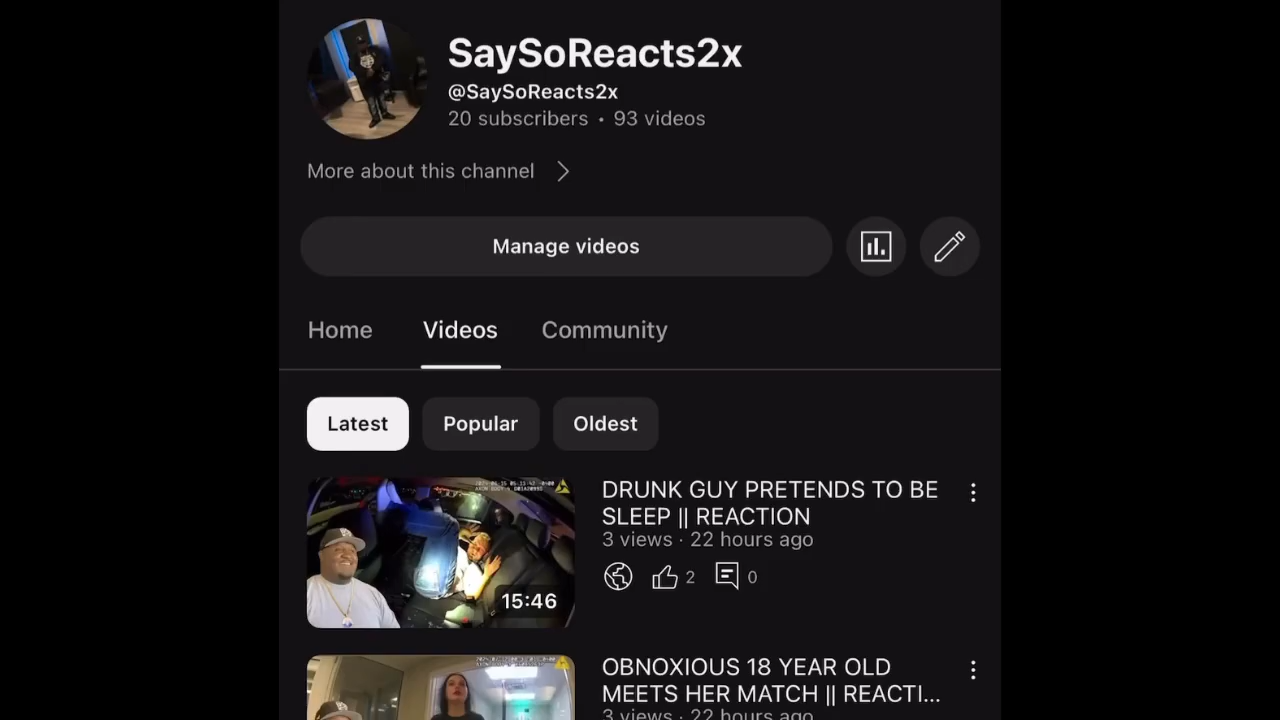 SaySoReacts2x
@SaySoReacts2x
20 subscribers • 93 videos
More about this channel
Manage videos
Home Videos Community
Latest Popular Oldest
DRUNK GUY PRETENDS TO BE
SLEEP || REACTION
3 views · 22 hours ago
2 0
15:46
OBNOXIOUS 18 YEAR OLD
MEETS HER MATCH || REACTI...
3 views · 22 hours ago